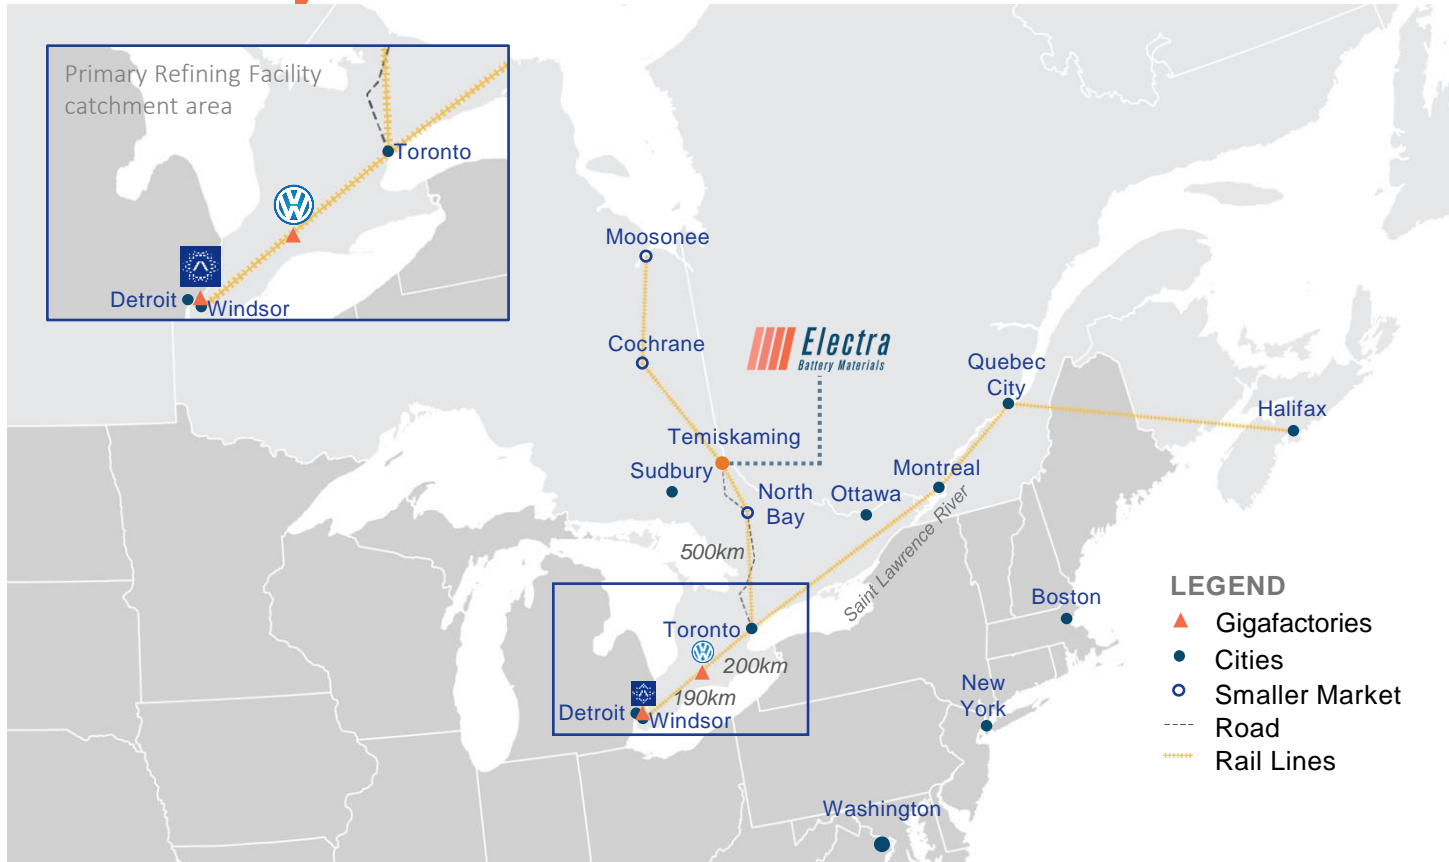 Primary Refining Facility
catchment area
Toronto
Detroit
Windsor
Moosonee
Cochrane
Electra
Battery Materials
Quebec
City
Halifax
Temiskaming
Sudbury
North
Bay
Ottawa
Montreal
Saint Lawrence River
500km
Toronto
200km
190km
Detroit
Windsor
Boston
New
York
Washington
LEGEND
Gigafactories
Cities
Smaller Market
Road
Rail Lines